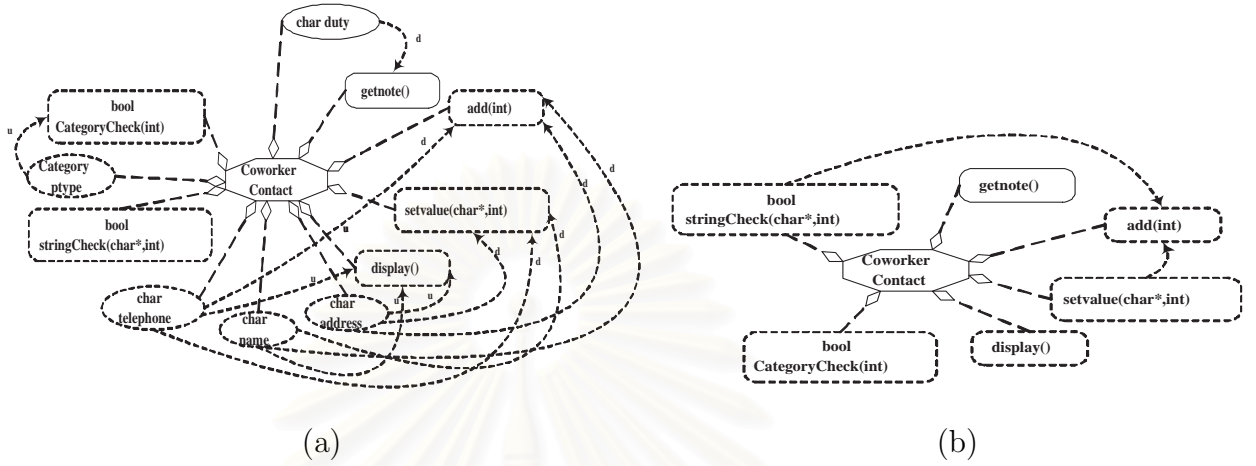 char duty
d
getnote()
add(int)
bool
CategoryCheck(int)
u
d
d
Category
ptype
Coworker
Contact
d
bool
stringCheck(char*,int)
setvalue(char*,int)
u
d
d
d
display()
u
u
u
char
telephone
char
name
char
address
(a)
bool
stringCheck(char*,int)
getnote()
add(int)
Coworker
Contact
setvalue(char*,int)
bool
CategoryCheck(int)
display()
(b)